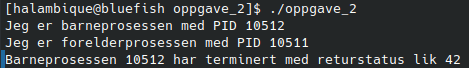 [halambique@bluefish oppgave_2]$ ./oppgave_2
Jeg er barneprosessen med PID 10512
Jeg er forelderprosessen med PID 10511
Barneprosessen 10512 har terminert med returstatus lik 42